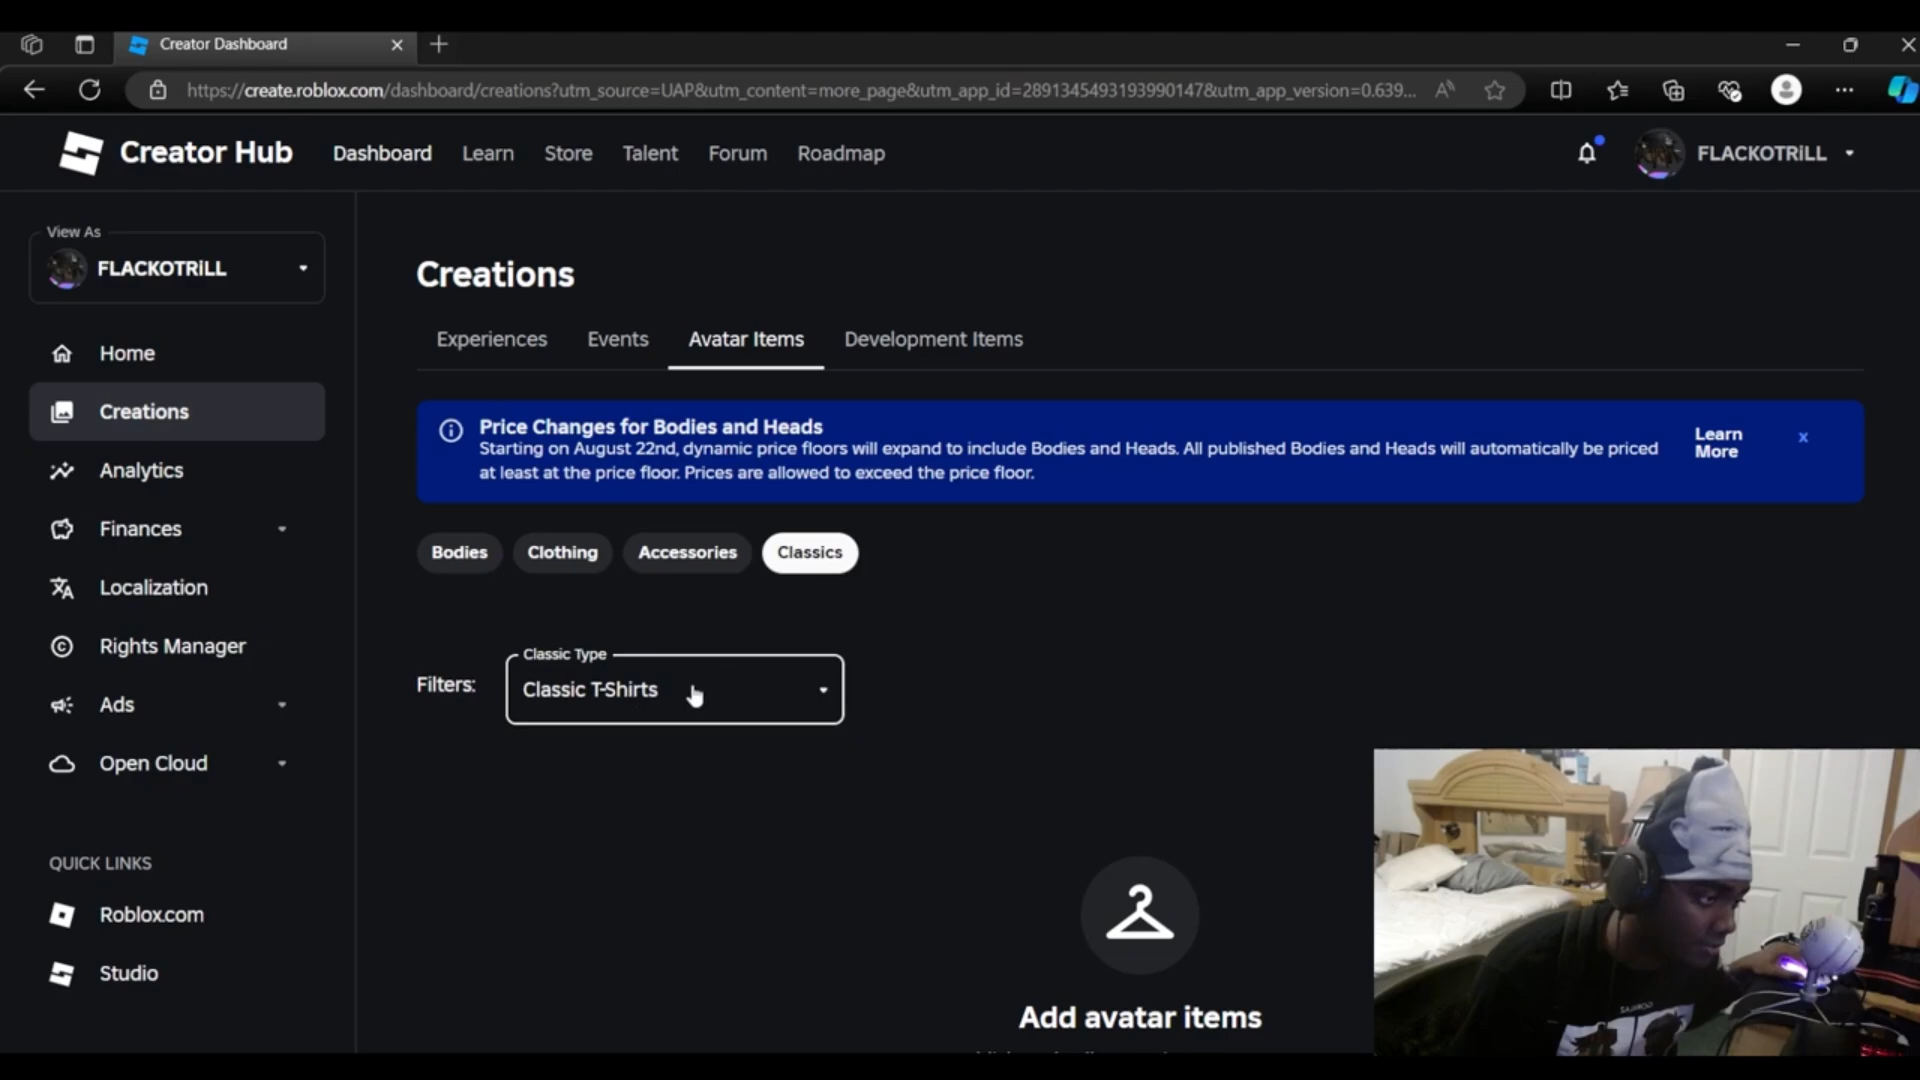 Creator Dashboard
https://create.roblox.com/dashboard/creations?utm_source=UAP&utm_content=more_page&utm_app_id=2891345493193990147&utm_app_version=0.639...
Creator Hub
Dashboard
Learn
Store
Talent
Forum
Roadmap
FLACKOTRiLL
View As
FLACKOTRiLL
Home
Creations
Analytics
Finances
Localization
Rights Manager
Ads
Open Cloud
QUICK LINKS
Roblox.com
Studio
Creations
Experiences
Events
Avatar Items
Development Items
Price Changes for Bodies and Heads
Starting on August 22nd, dynamic price floors will expand to include Bodies and Heads. All published Bodies and Heads will automatically be priced
at least at the price floor. Prices are allowed to exceed the price floor.
Learn
More
x
Bodies
Clothing
Accessories
Classics
Filters:
Classic Type
Classic T-Shirts
Add avatar items